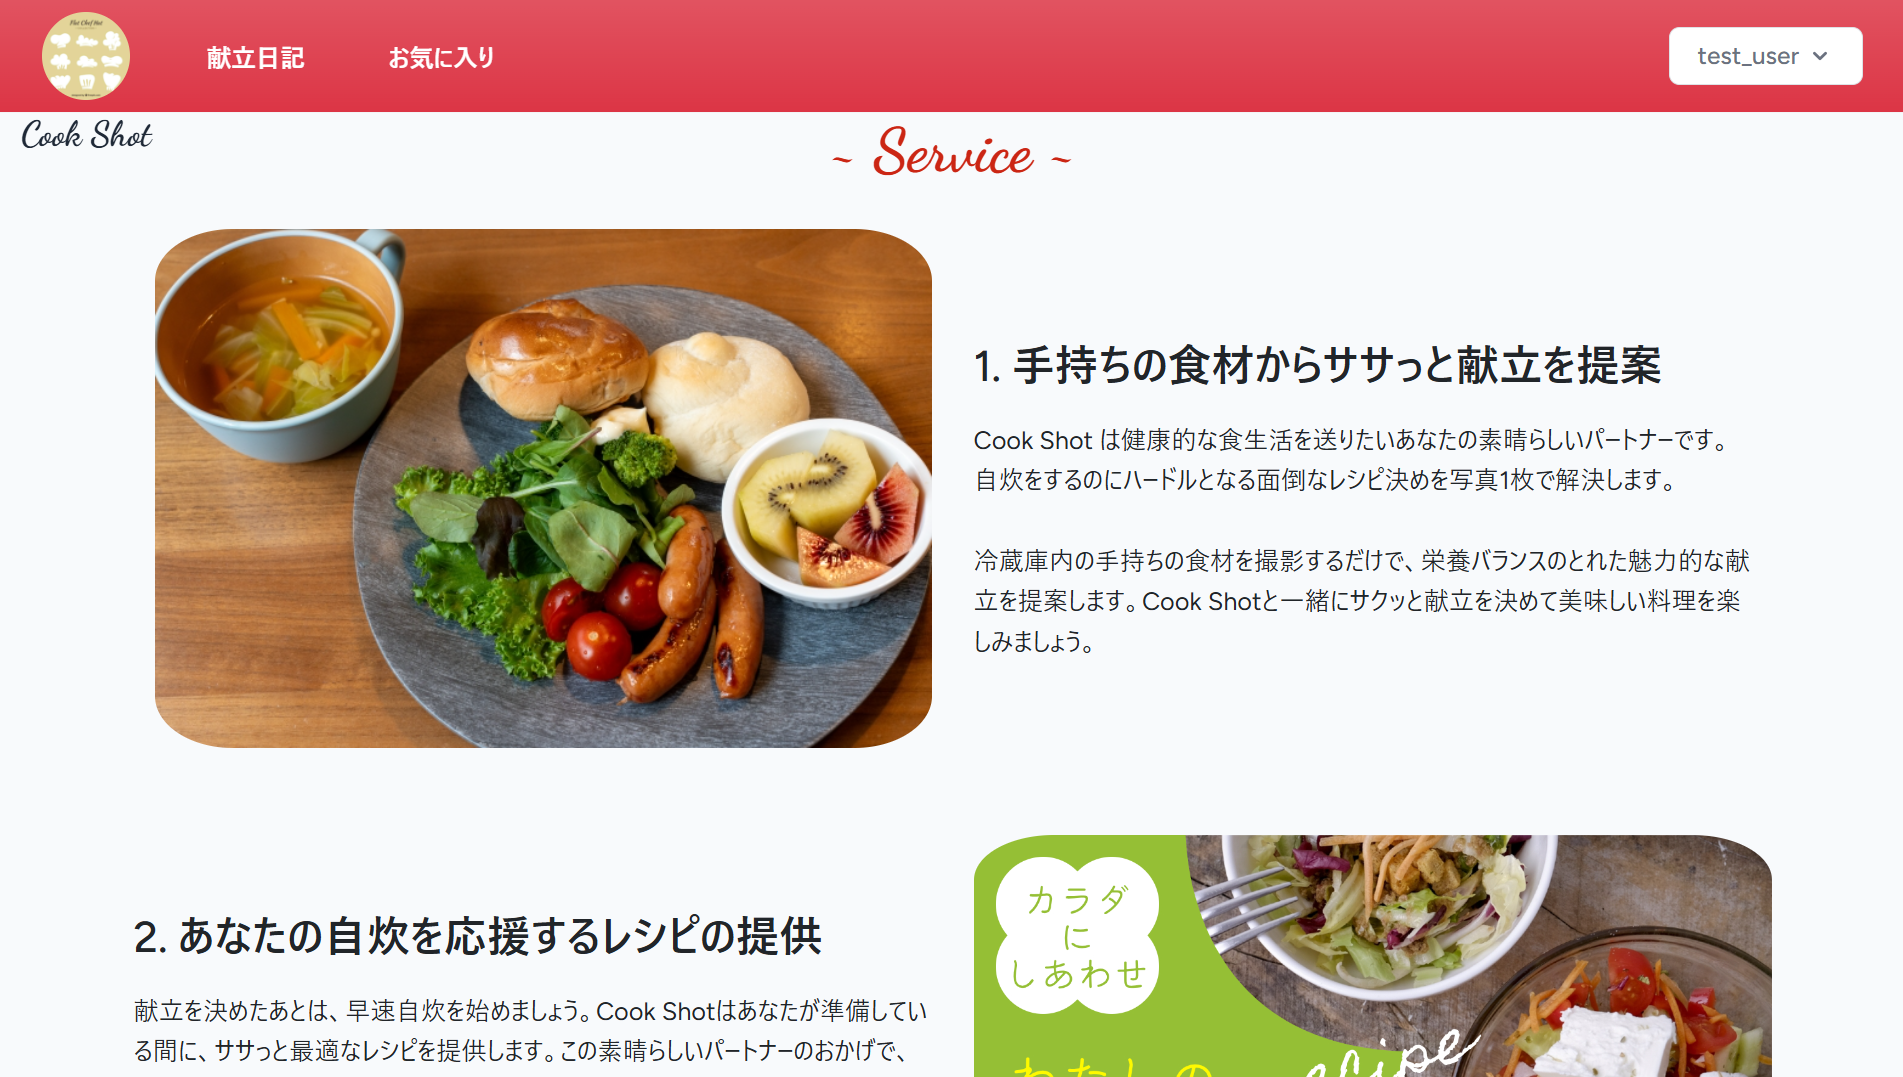 献立日記
お気に入り
test_user
Cook Shot
~ Service ~
1. 手持ちの食材からササっと献立を提案
Cook Shot は健康的な食生活を送りたいあなたの素晴らしいパートナーです。
自炊をするのにハードルとなる面倒なレシピ決めを写真1枚で解決します。
冷蔵庫内の手持ちの食材を撮影するだけで、栄養バランスのとれた魅力的な献
立を提案します。Cook Shotと一緒にサクッと献立を決めて美味しい料理を楽
しみましょう。
2. あなたの自炊を応援するレシピの提供
献立を決めたあとは、早速自炊を始めましょう。Cook Shotはあなたが準備してい
る間に、ササっと最適なレシピを提供します。この素晴らしいパートナーのおかげで、
カラダ
に
しあわせ
わたしの